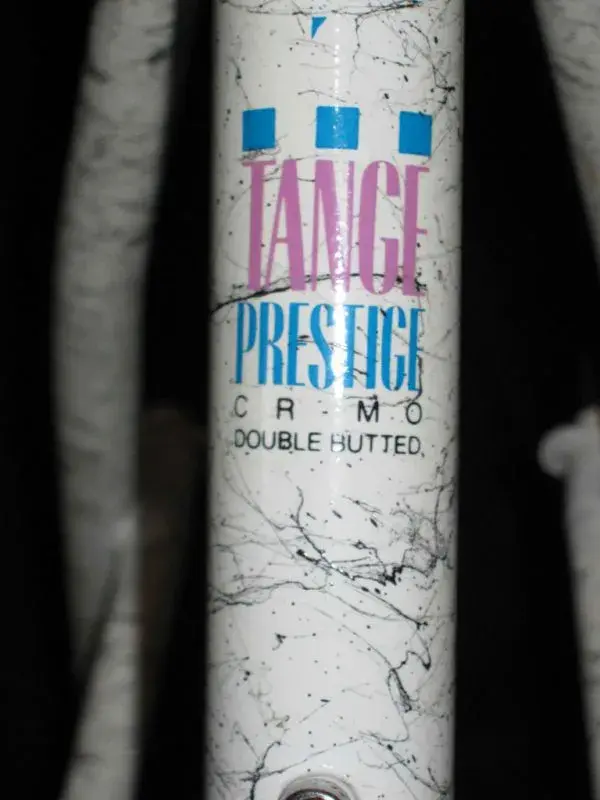 TANGE
PRESTIGE
CR-MO
DOUBLE BUTTED